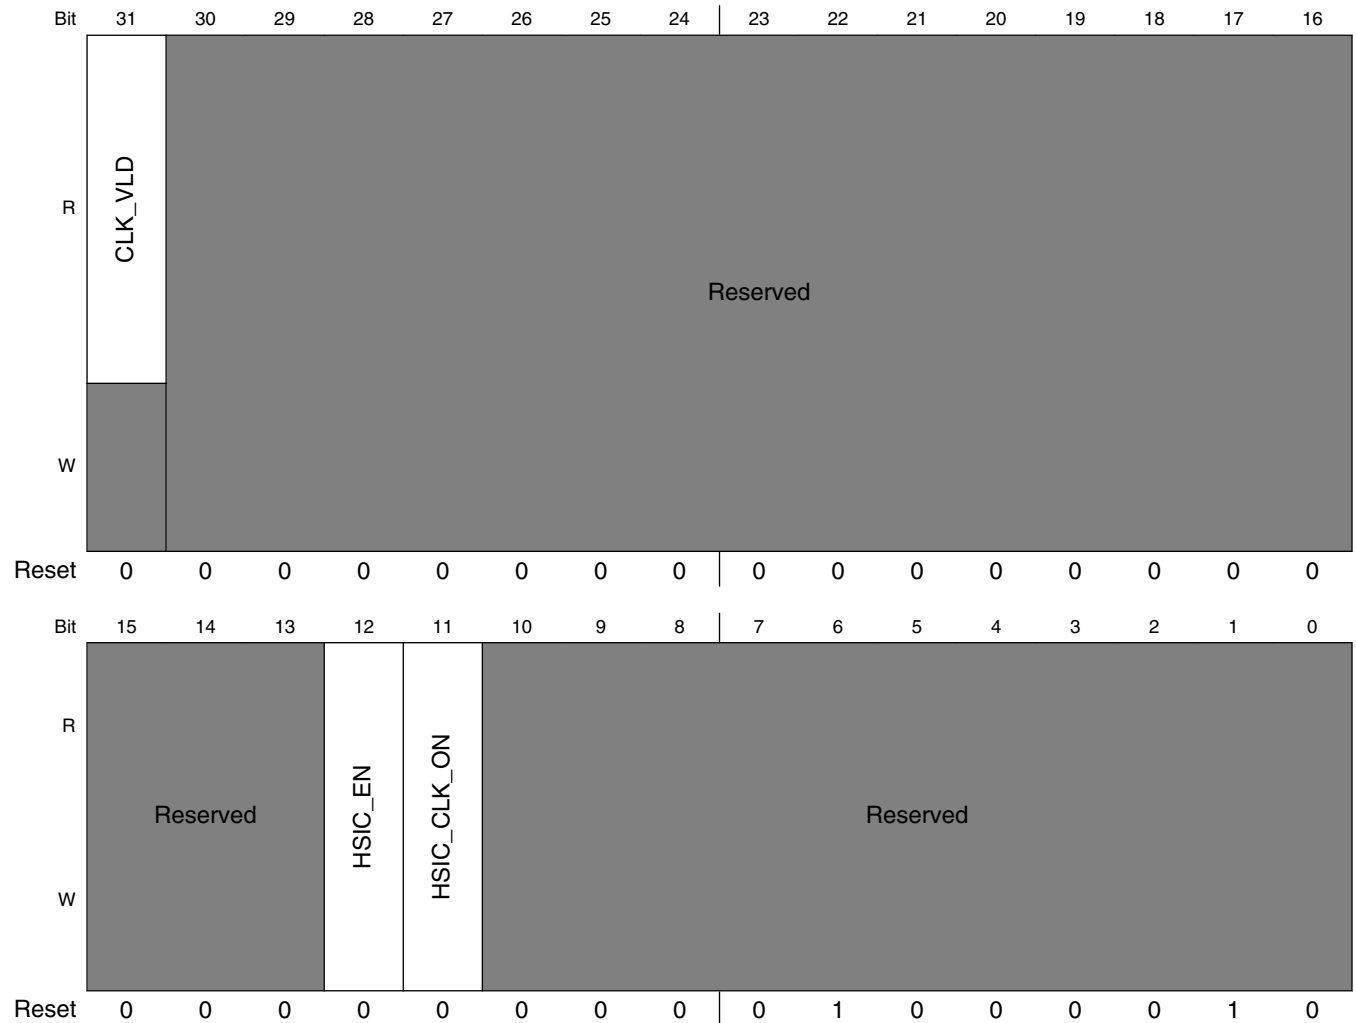 Bit 31 30 29 28 27 26 25 24 23 22 21 20 19 18 17 16
R
CLK_VLD
Reserved
W
Reset 0 0 0 0 0 0 0 0 0 0 0 0 0 0 0 0
Bit 15 14 13 12 11 10 9 8 7 6 5 4 3 2 1 0
R
Reserved
HSIC_EN
HSIC_CLK_ON
Reserved
W
Reset 0 0 0 0 0 0 0 0 0 1 0 0 0 0 1 0